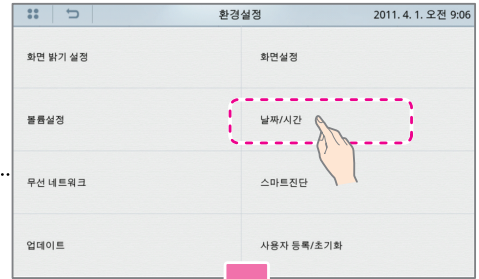 환경설정 2011. 4. 1. 오전 9:06
화면 밝기 설정 화면설정
볼륨설정 날짜/시간
무선 네트워크 스마트진단
업데이트 사용자 등록/초기화